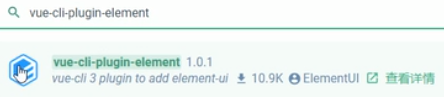 vue-cli-plugin-element
vue-cli-plugin-element 1.0.1
vue-cli 3 plugin to add element-ui 10.9K ElementUI 查看详情